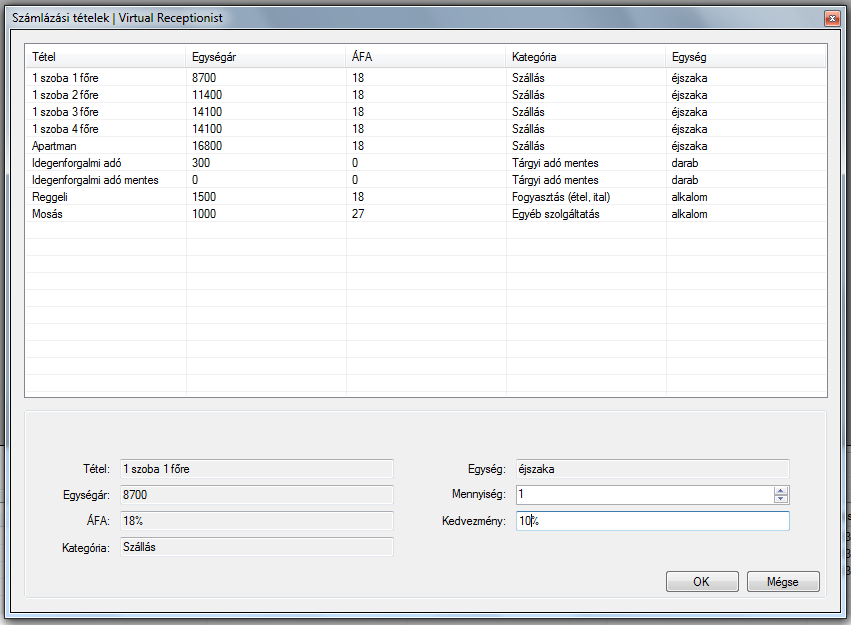 Számlázási tételek | Virtual Receptionist
Tétel Egységár ÁFA Kategória Egység
1 szoba 1 főre 8700 18 Szállás éjszaka
1 szoba 2 főre 11400 18 Szállás éjszaka
1 szoba 3 főre 14100 18 Szállás éjszaka
1 szoba 4 főre 14100 18 Szállás éjszaka
Apartman 16800 18 Szállás éjszaka
Idegenforgalmi adó 300 0 Tárgyi adó mentes darab
Idegenforgalmi adó mentes 0 0 Tárgyi adó mentes darab
Reggeli 1500 18 Fogyasztás (étel, ital) alkalom
Mosás 1000 27 Egyéb szolgáltatás alkalom
Tétel: 1 szoba 1 főre Egység: éjszaka
Egységár: 8700 Mennyiség: 1
ÁFA: 18% Kedvezmény: 10%
Kategória: Szállás
OK Mégse